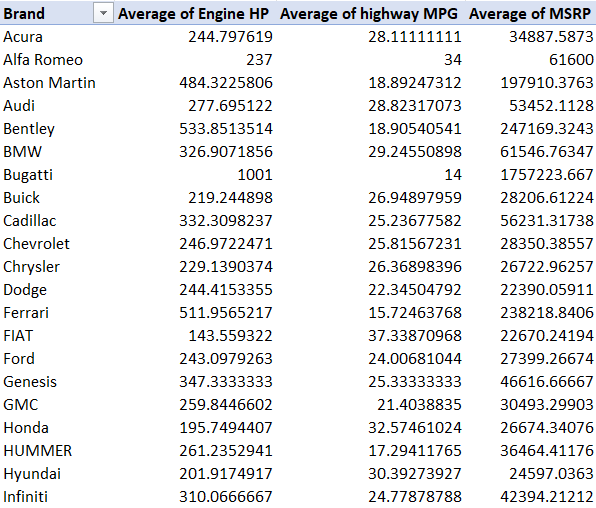 Brand Average of Engine HP Average of highway MPG Average of MSRP
Acura 244.797619 28.11111111 34887.5873
Alfa Romeo 237 34 61600
Aston Martin 484.3225806 18.89247312 197910.3763
Audi 277.695122 28.82317073 53452.1128
Bentley 533.8513514 18.90540541 247169.3243
BMW 326.9071856 29.24550898 61546.76347
Bugatti 1001 14 1757223.667
Buick 219.244898 26.94897959 28206.61224
Cadillac 332.3098237 25.23677582 56231.31738
Chevrolet 246.9722471 25.81567231 28350.38557
Chrysler 229.1390374 26.36898396 26722.96257
Dodge 244.4153355 22.34504792 22390.05911
Ferrari 511.9565217 15.72463768 238218.8406
FIAT 143.559322 37.33870968 22670.24194
Ford 243.0979263 24.00681044 27399.26674
Genesis 347.3333333 25.33333333 46616.66667
GMC 259.8446602 21.4038835 30493.29903
Honda 195.7494407 32.57461024 26674.34076
HUMMER 261.2352941 17.29411765 36464.41176
Hyundai 201.9174917 30.39273927 24597.0363
Infiniti 310.0666667 24.77878788 42394.21212